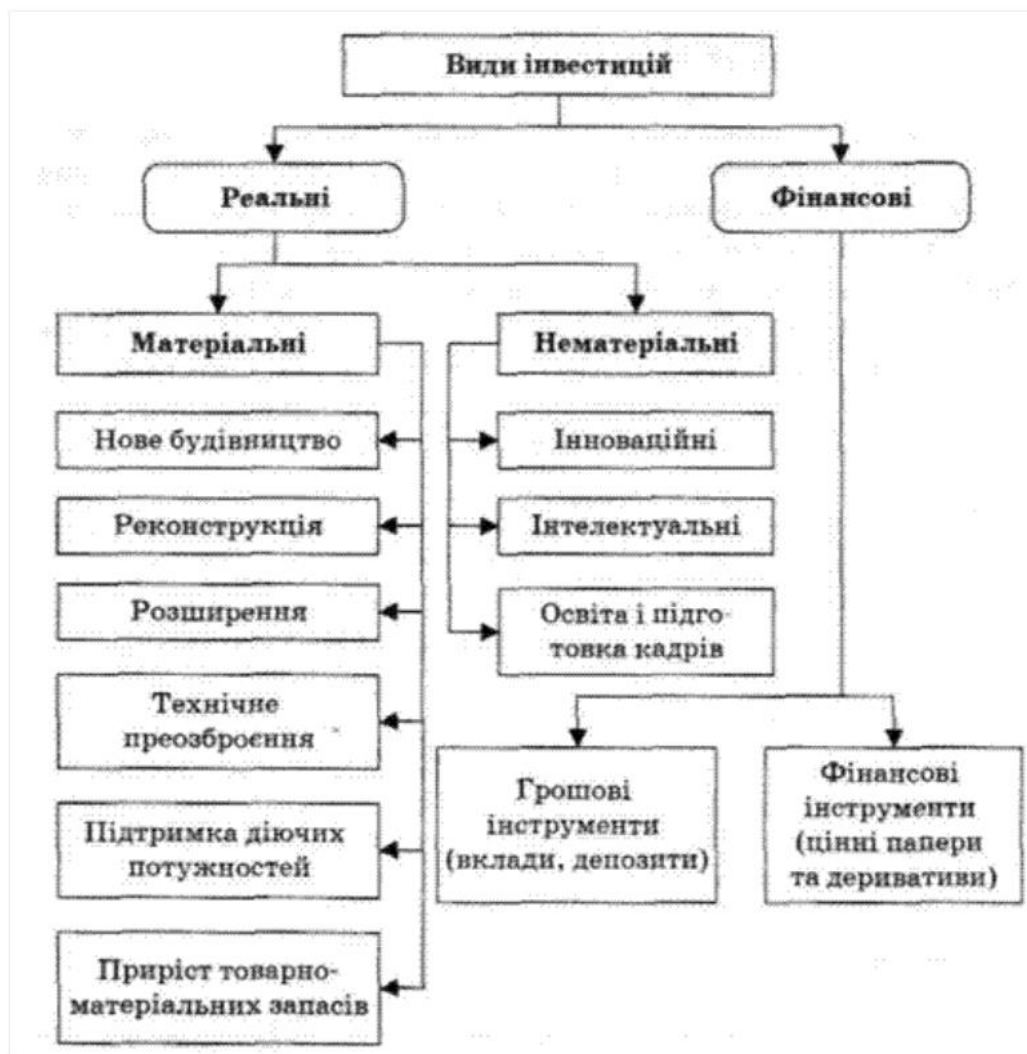 Види інвестицій
Реальні
Фінансові
Матеріальні
Нематеріальні
Нове будівництво
Інноваційні
Реконструкція
Інтелектуальні
Розширення
Освіта і підго-
товка кадрів
Технічне
преозброєння
Грошові
інструменти
(вклади, депозити)
Фінансові
інструменти
(цінні папери
та деривативи)
Підтримка діючих
потужностей
Приріст товарно-
матеріальних запасів